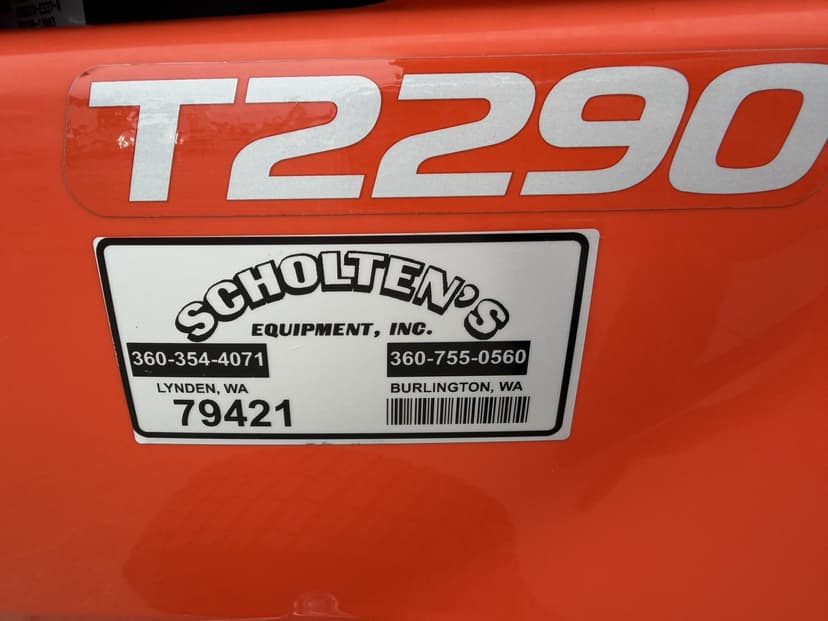 T2290
SCHOLTEN'S
EQUIPMENT, INC.
360-354-4071
360-755-0560
LYNDEN, WA
BURLINGTON, WA
79421